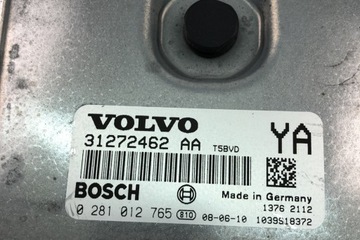 VOLVO YA
31272462 AA T5BVD
BOSCH Made in Germany
1376 2112
0 281 012 765 810 08-06-10 1039S18372